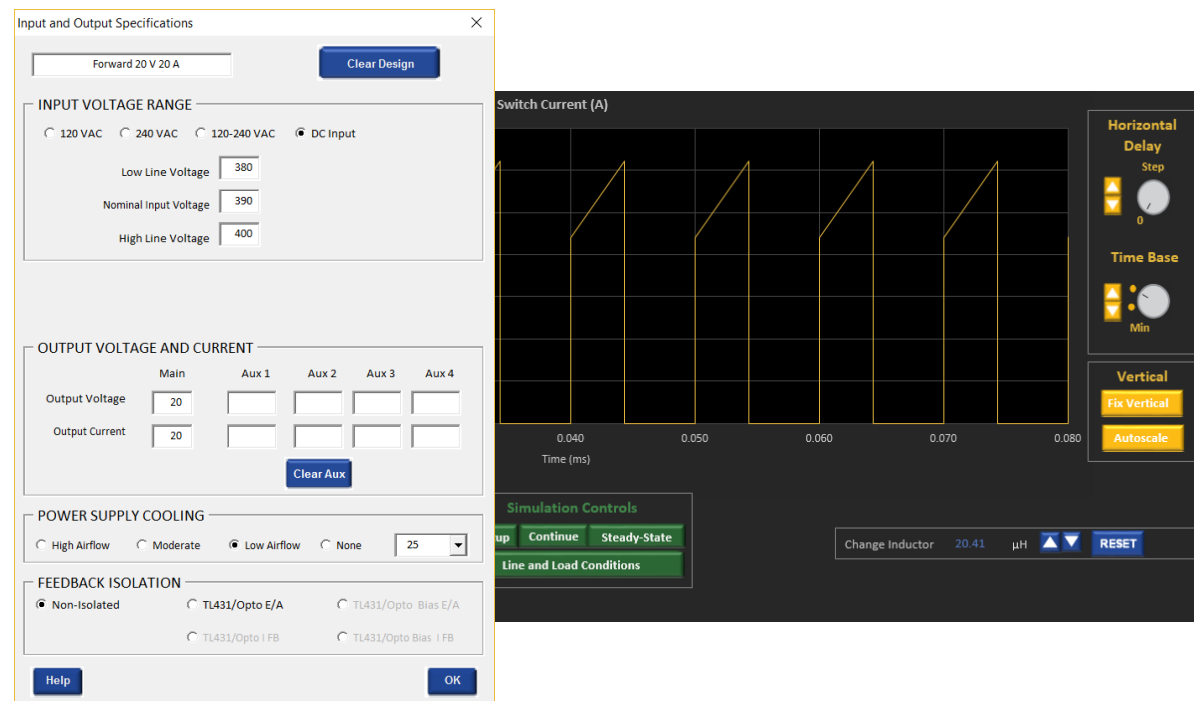 Input and Output Specifications
Forward 20 V 20 A
Clear Design
INPUT VOLTAGE RANGE
120 VAC 240 VAC 120-240 VAC DC Input
Low Line Voltage 380
Nominal Input Voltage 390
High Line Voltage 400
OUTPUT VOLTAGE AND CURRENT
Main Aux 1 Aux 2 Aux 3 Aux 4
Output Voltage 20
Output Current 20
Clear Aux
POWER SUPPLY COOLING
High Airflow Moderate Low Airflow None 25
FEEDBACK ISOLATION
Non-Isolated TL431/Opto E/A TL431/Opto Bias E/A
TL431/Opto I FB TL431/Opto Bias I FB
Help OK
Switch Current (A)
0.040 0.050 0.060 0.070 0.080
Time (ms)
Horizontal
Delay
Step
0
Time Base
Min
Vertical
Fix Vertical
Autoscale
Simulation Controls
up Continue Steady-State
Line and Load Conditions
Change Inductor 20.41 µH RESET